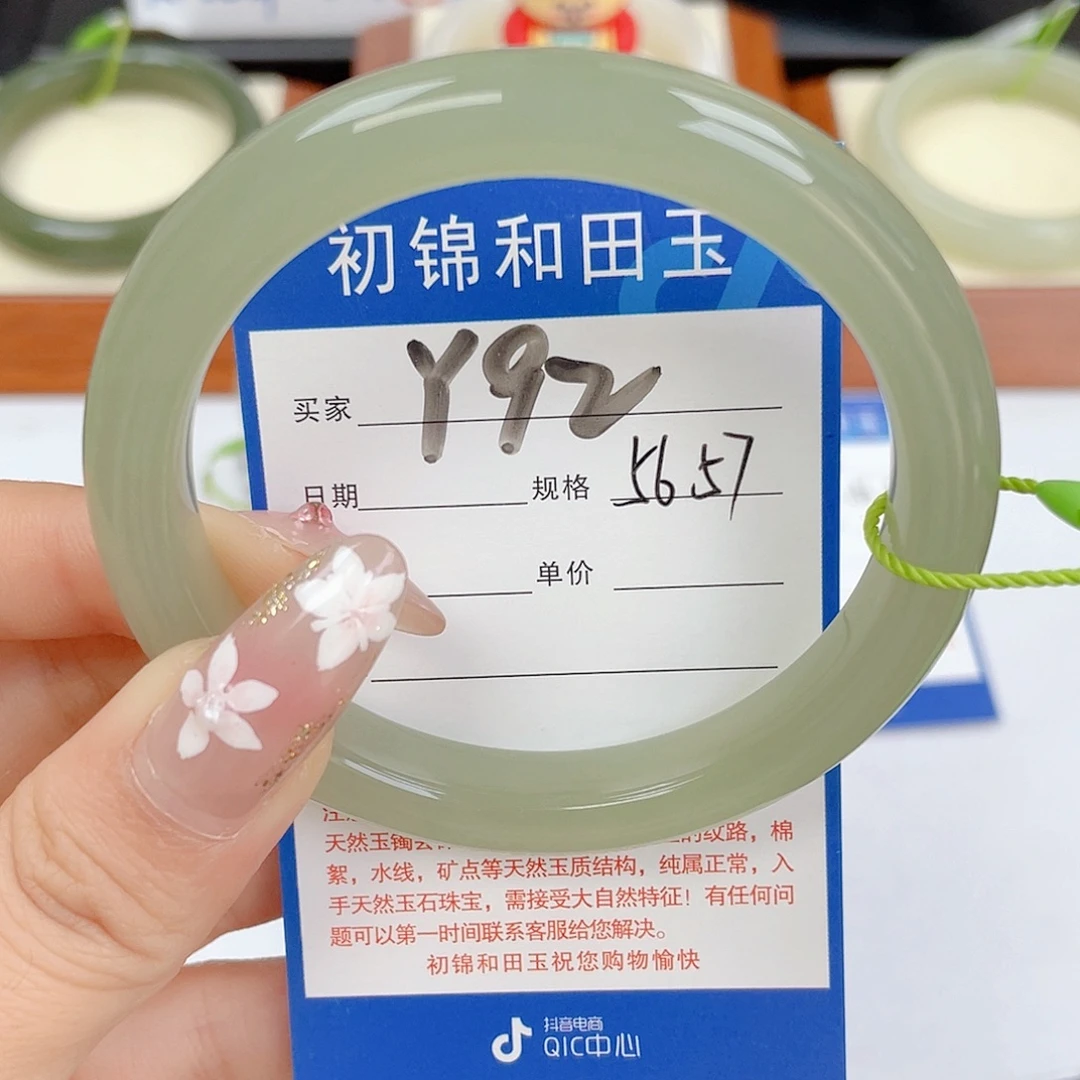 初锦和田玉
买家 Y92
日期 规格 5657
单价
天然玉镯 的纹路，棉
絮，水线，矿点等天然玉质结构，纯属正常，入
手天然玉石珠宝，需接受大自然特征！有任何问
题可以第一时间联系客服给您解决。
初锦和田玉祝您购物愉快
抖音电商
QIC中心